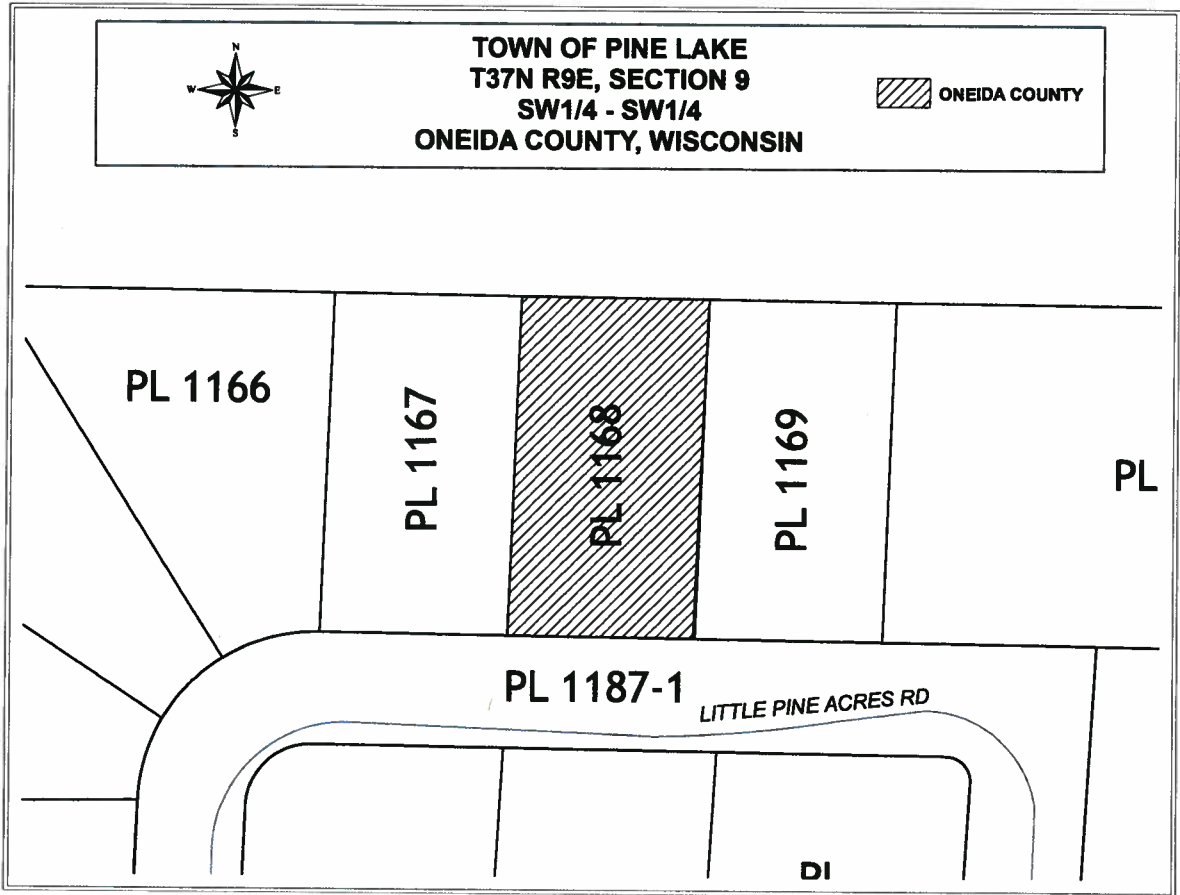 N
W E
S
TOWN OF PINE LAKE
T37N R9E, SECTION 9
SW1/4 - SW1/4
ONEIDA COUNTY, WISCONSIN
ONEIDA COUNTY
PL 1166
PL 1167
PL 1168
PL 1169
PL
PL 1187-1
LITTLE PINE ACRES RD